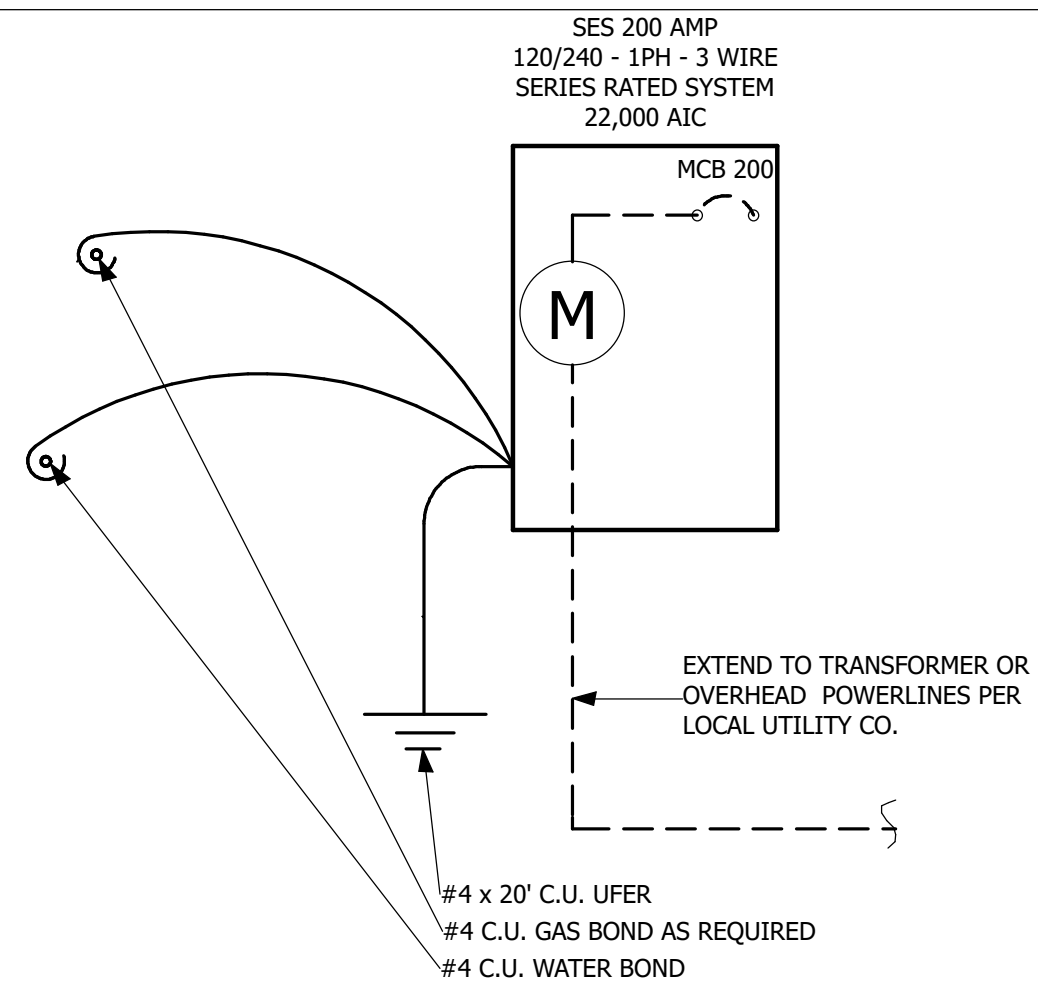 SES 200 AMP
120/240 - 1PH - 3 WIRE
SERIES RATED SYSTEM
22,000 AIC
MCB 200
M
EXTEND TO TRANSFORMER OR
OVERHEAD POWERLINES PER
LOCAL UTILITY CO.
#4 x 20' C.U. UFER
#4 C.U. GAS BOND AS REQUIRED
#4 C.U. WATER BOND